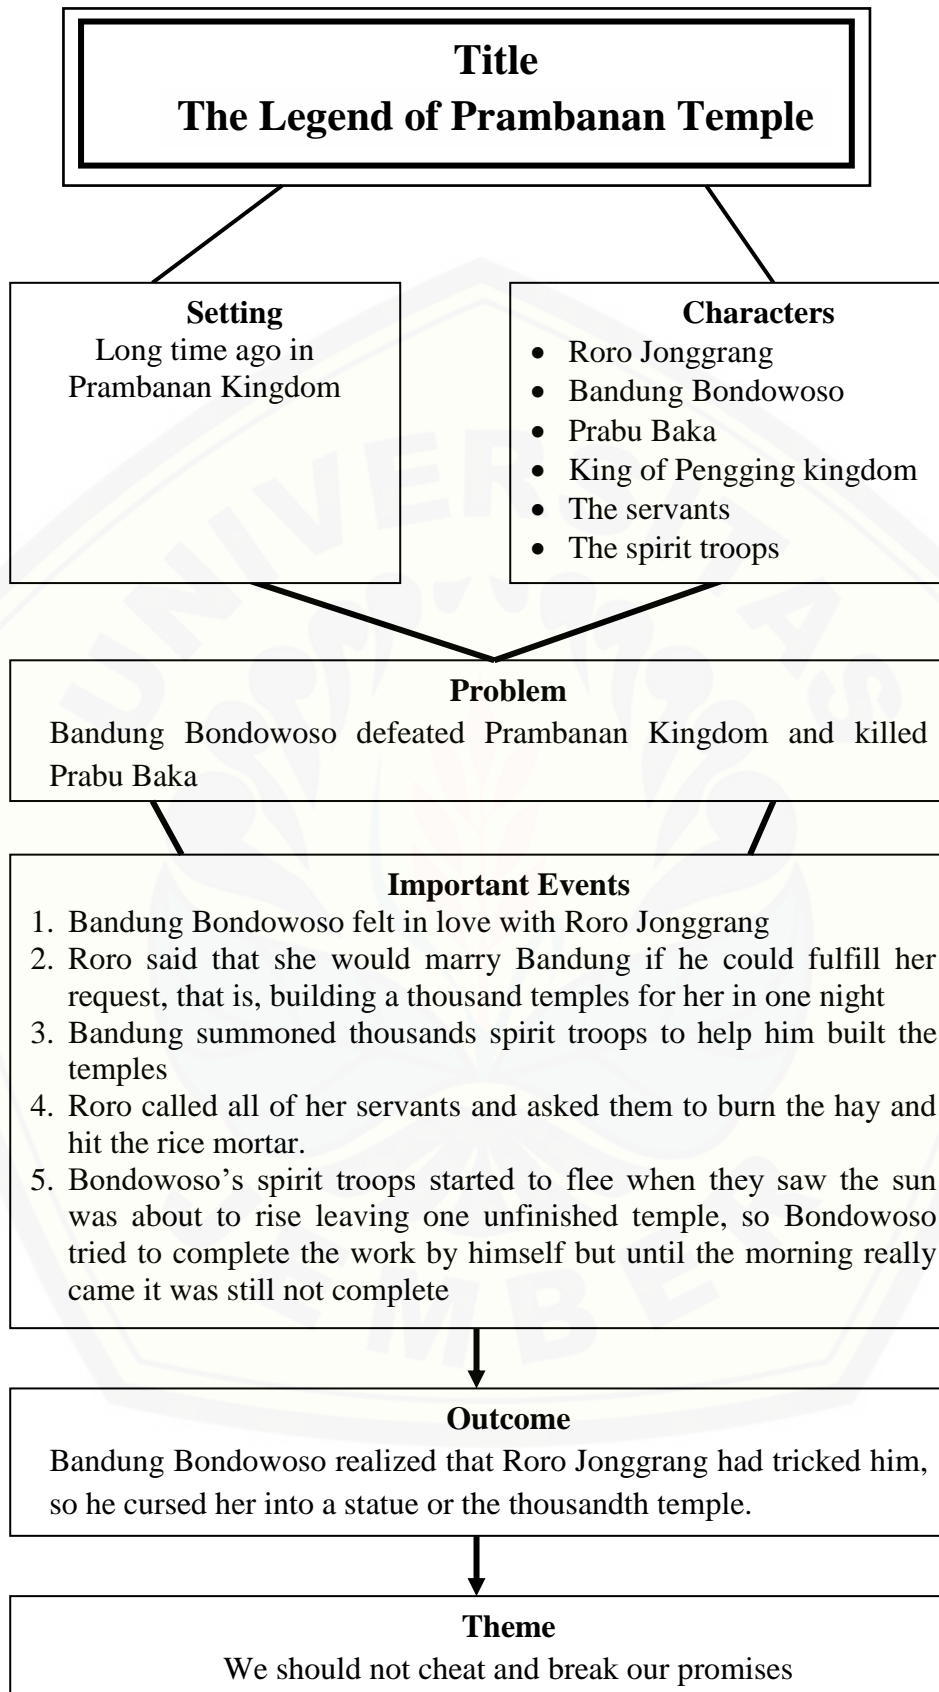 Title
The Legend of Prambanan Temple
Setting
Long time ago in
Prambanan Kingdom
Characters
• Roro Jonggrang
• Bandung Bondowoso
• Prabu Baka
• King of Pengging kingdom
• The servants
• The spirit troops
Problem
Bandung Bondowoso defeated Prambanan Kingdom and killed
Prabu Baka
Important Events
1. Bandung Bondowoso felt in love with Roro Jonggrang
2. Roro said that she would marry Bandung if he could fulfill her
request, that is, building a thousand temples for her in one night
3. Bandung summoned thousands spirit troops to help him built the
temples
4. Roro called all of her servants and asked them to burn the hay and
hit the rice mortar.
5. Bondowoso’s spirit troops started to flee when they saw the sun
was about to rise leaving one unfinished temple, so Bondowoso
tried to complete the work by himself but until the morning really
came it was still not complete
Outcome
Bandung Bondowoso realized that Roro Jonggrang had tricked him,
so he cursed her into a statue or the thousandth temple.
Theme
We should not cheat and break our promises
UNIVERSITAS
JEMBER